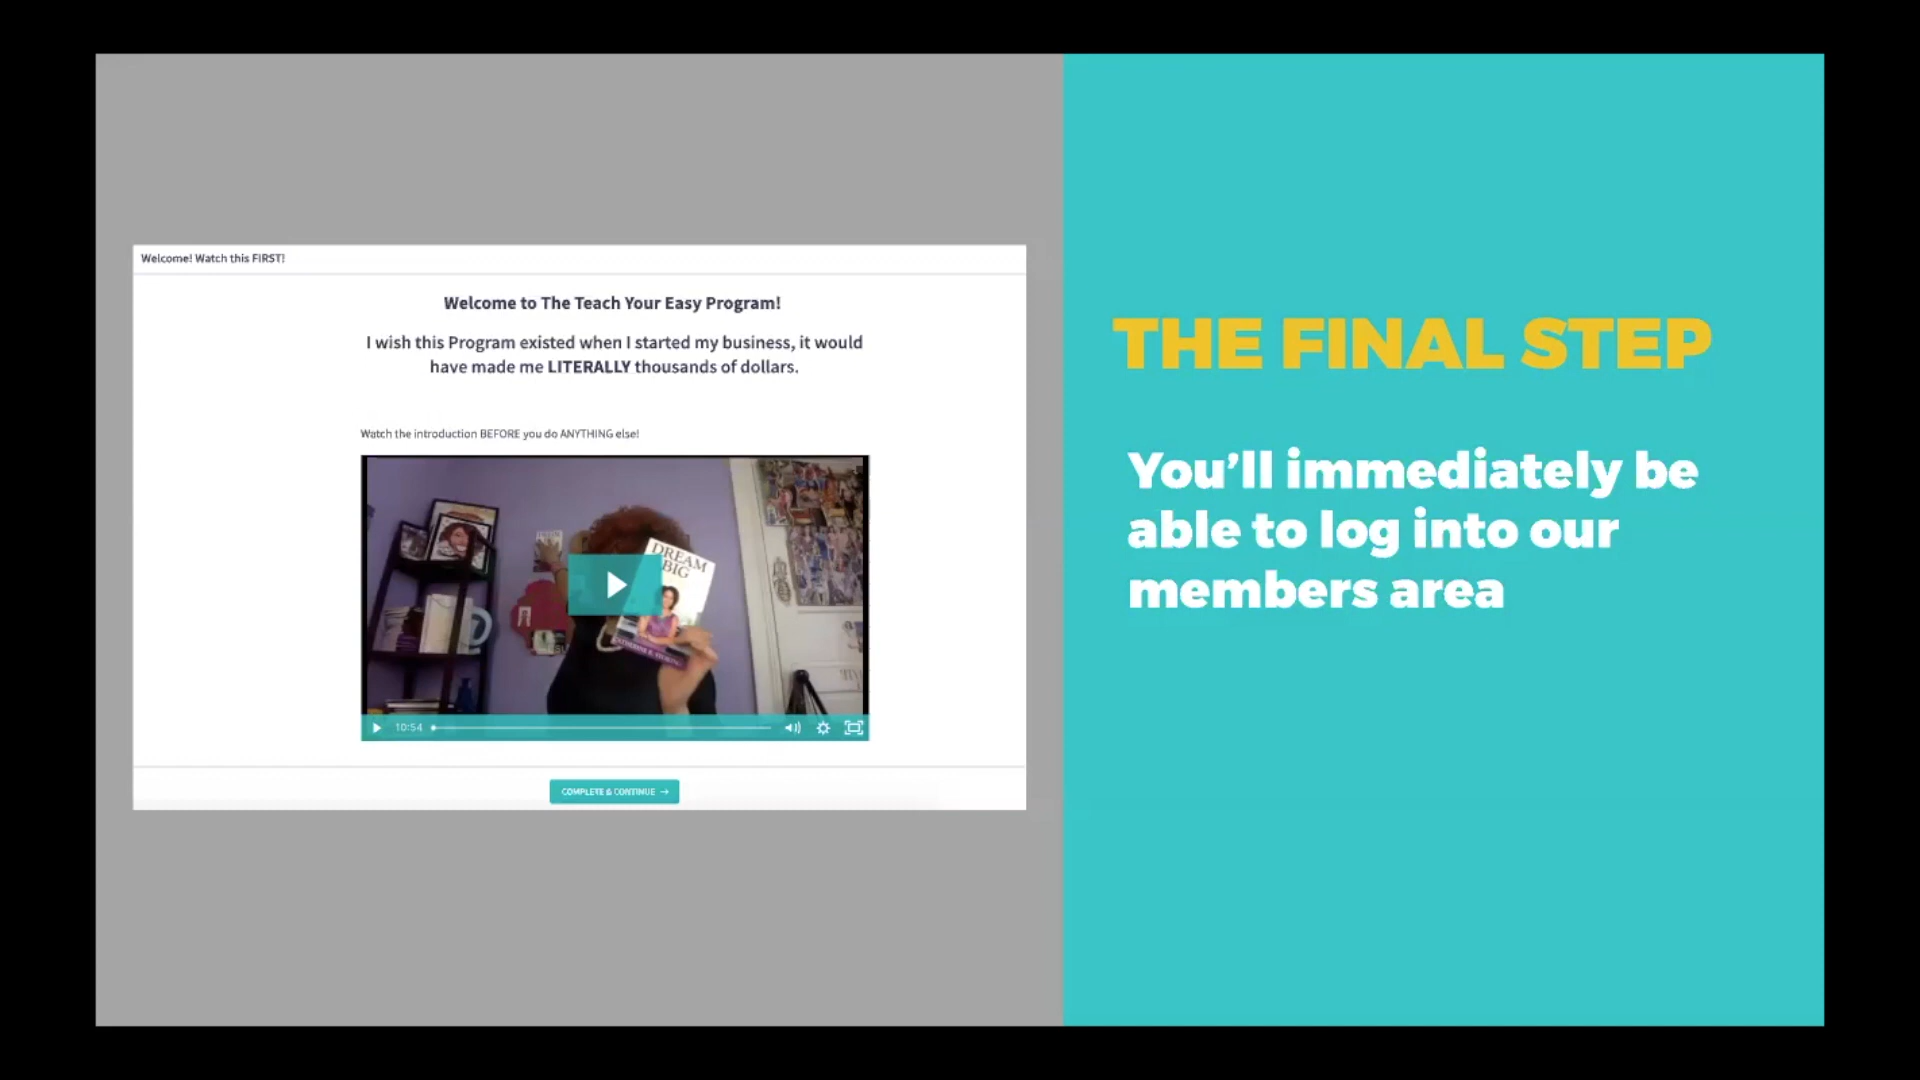 Welcome! Watch this FIRST!
Welcome to The Teach Your Easy Program!
I wish this Program existed when I started my business, it would
have made me LITERALLY thousands of dollars.
Watch the introduction BEFORE you do ANYTHING else!
DREAM
BIG
10:54
COMPLETE & CONTINUE →
THE FINAL STEP
You’ll immediately be
able to log into our
members area